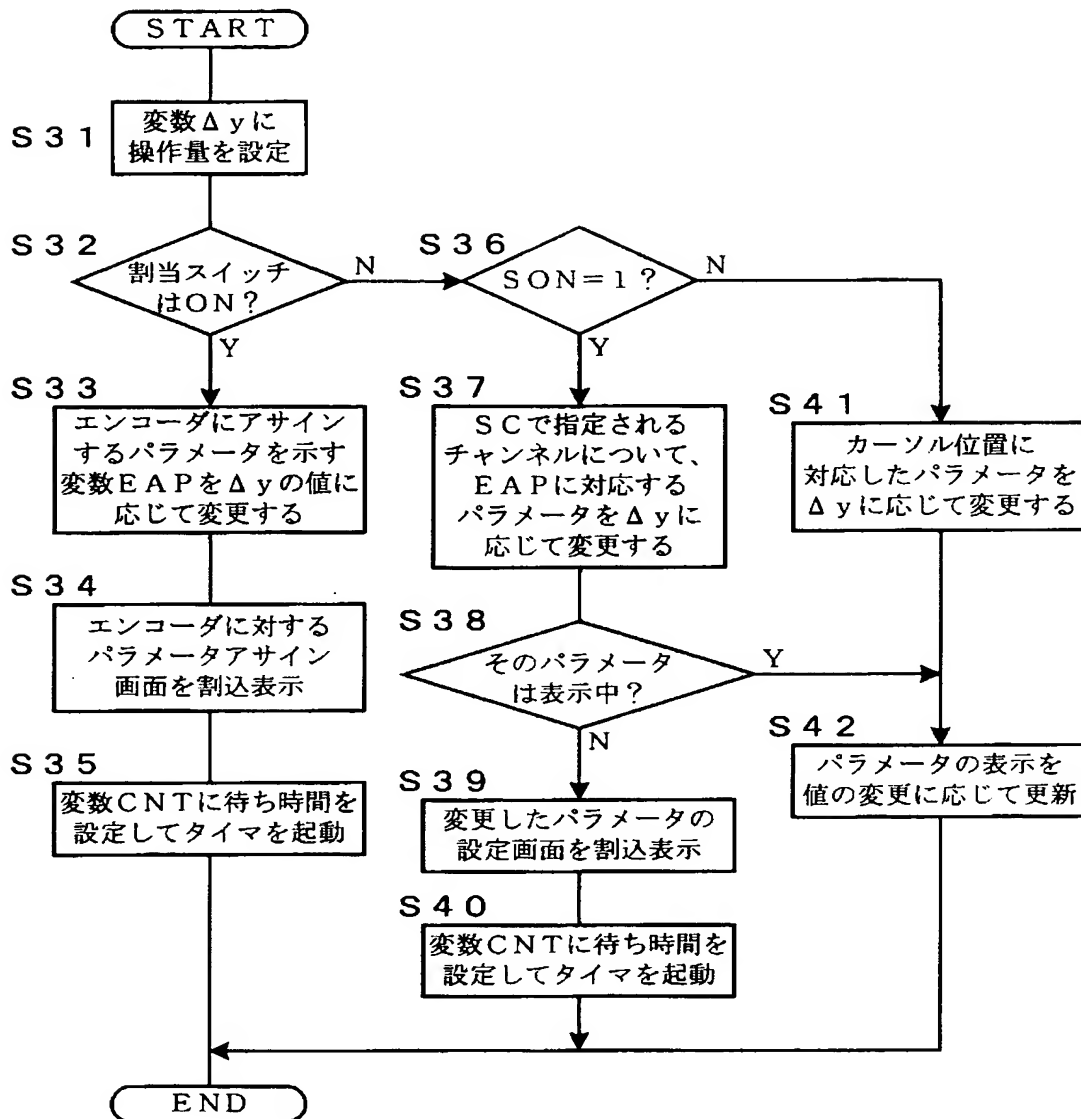 START
S31
変数Δyに
操作量を設定
S32
割当スイッチ
はON?
N
Y
S33
エンコーダにアサイン
するパラメータを示す
変数EAPをΔyの値に
応じて変更する
S34
エンコーダに対する
パラメータアサイン
画面を割込表示
S35
変数CNTに待ち時間を
設定してタイマを起動
S36
SON=1?
N
Y
S37
SCで指定される
チャンネルについて、
EAPに対応する
パラメータをΔyに
応じて変更する
S38
そのパラメータ
は表示中?
Y
N
S39
変更したパラメータの
設定画面を割込表示
S40
変数CNTに待ち時間を
設定してタイマを起動
S41
カーソル位置に
対応したパラメータを
Δyに応じて変更する
S42
パラメータの表示を
値の変更に応じて更新
END